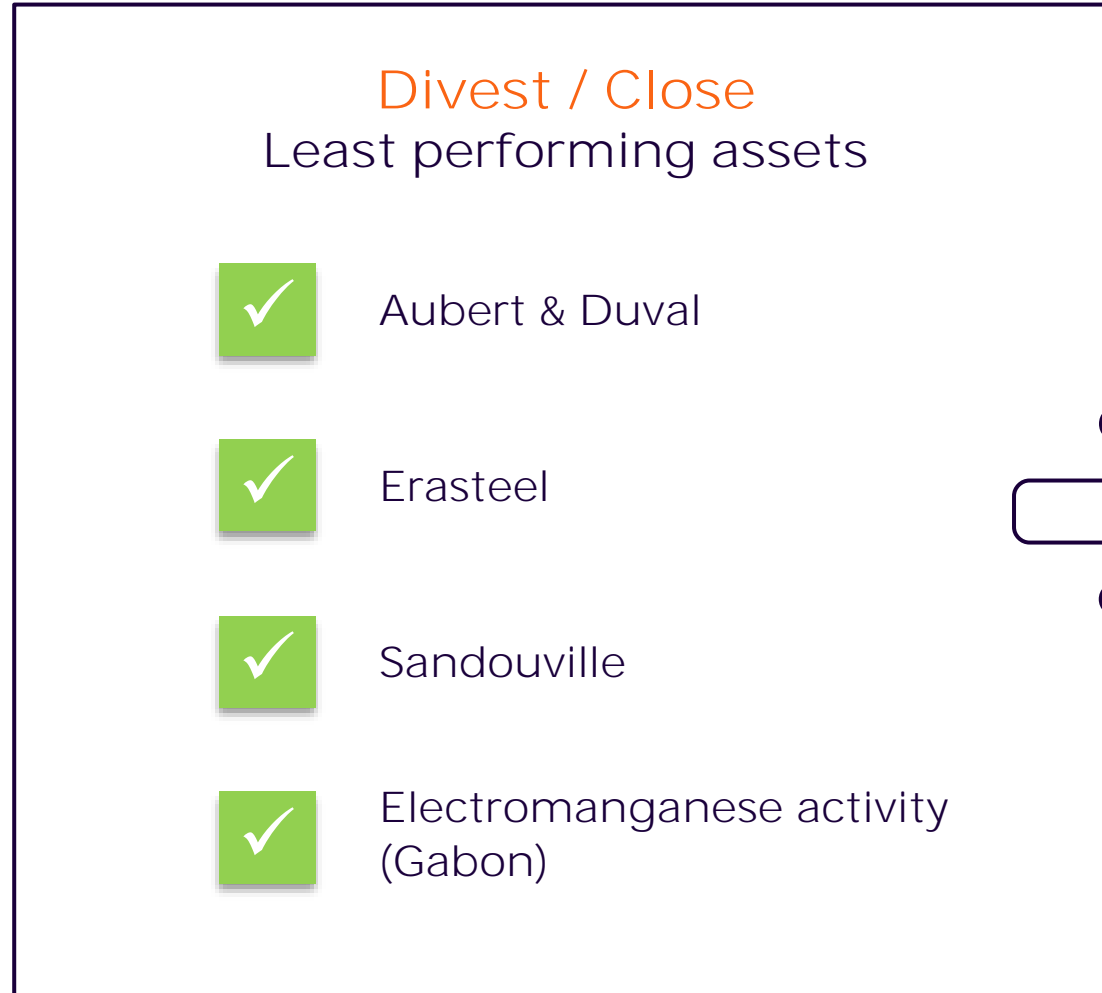 Divest / Close
Least performing assets
Aubert & Duval
Erasteel
Sandouville
Electromanganese activity
(Gabon)